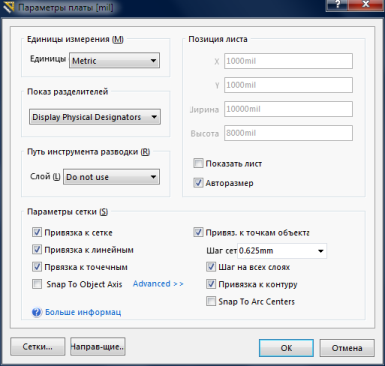 Параметры платы [mil]
Единицы измерения (M)
Единицы Metric
Показ разделителей
Display Physical Designators
Путь инструмента разводки (R)
Слой (L) Do not use
Позиция листа
X 1000mil
Y 1000mil
Ширина 10000mil
Высота 8000mil
Показать лист
Авторазмер
Параметры сетки (S)
Привязка к сетке
Привязка к линейным
Првязка к точечным
Snap To Object Axis Advanced >>
Больше информац
Привяз. к точкам объекта
Шаг сет 0.625mm
Шаг на всех слоях
Привязка к контуру
Snap To Arc Centers
Сетки...
Направ-щие..
OK
Отмена